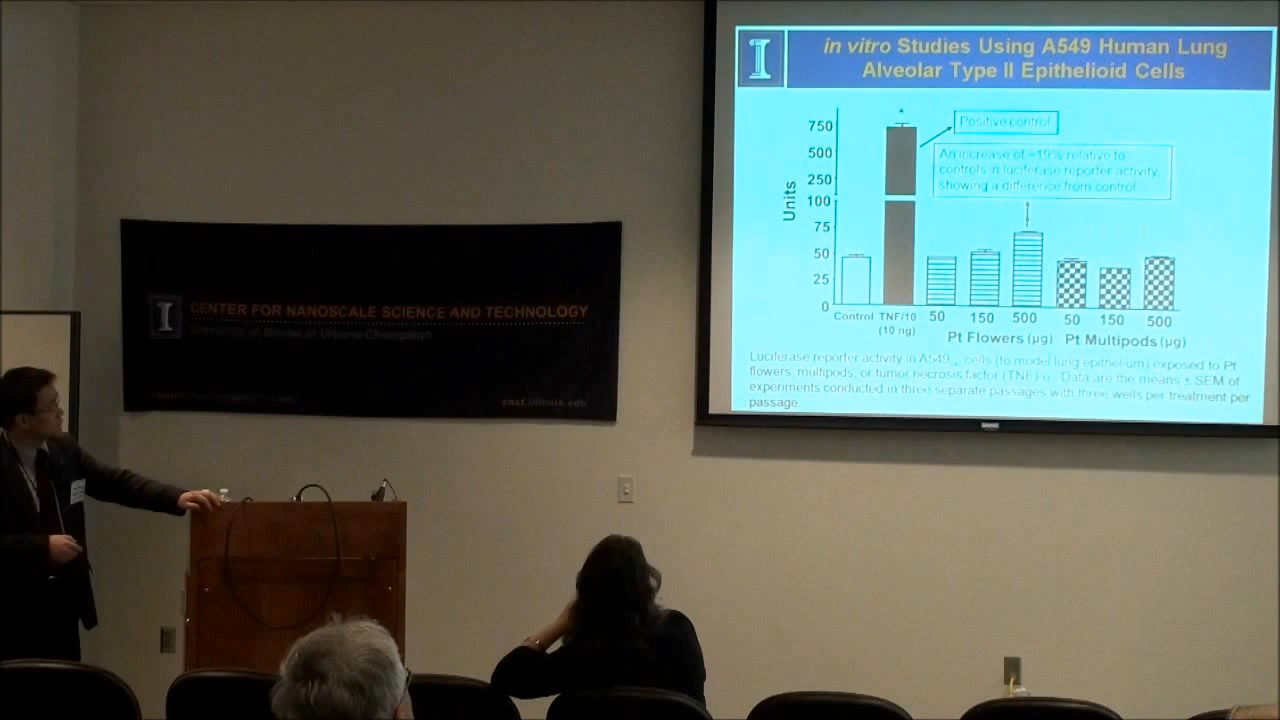 I
in vitro Studies Using A549 Human Lung
Alveolar Type II Epithelioid Cells
Positive control
An increase of ~19% relative to
controls in luciferase reporter activity,
showing a difference from control
*
750
500
250
100
75
50
25
0
Units
Control TNF/10 50 150 500 50 150 500
(10 ng)
Pt Flowers (µg) Pt Multipods (µg)
Luciferase reporter activity in A549 cells (to model lung epithelium) exposed to Pt
flowers, multipods, or tumor necrosis factor (TNF)-α. Data are the means ± SEM of
experiments conducted in three separate passages with three wells per treatment per
passage
I
CENTER FOR NANOSCALE SCIENCE AND TECHNOLOGY
University of Illinois at Urbana-Champaign
cnst.illinois.edu